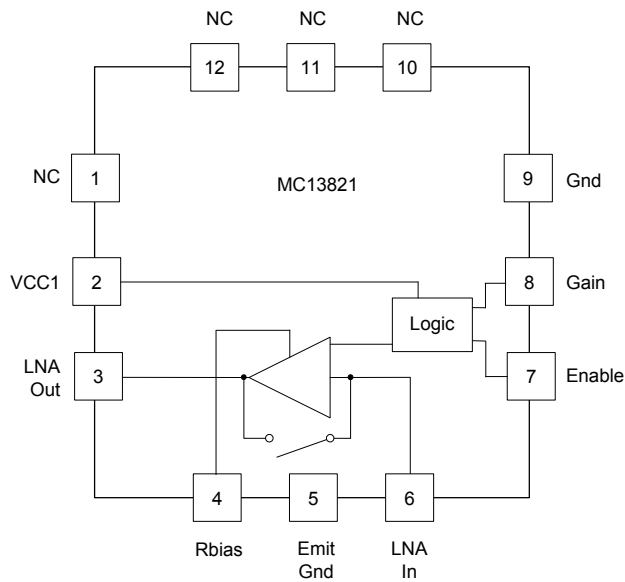 NC NC NC
12 11 10
NC 1 MC13821 9 Gnd
VCC1 2 8 Gain
Logic
LNA
Out
3 7 Enable
4 5 6
Rbias Emit LNA
Gnd In